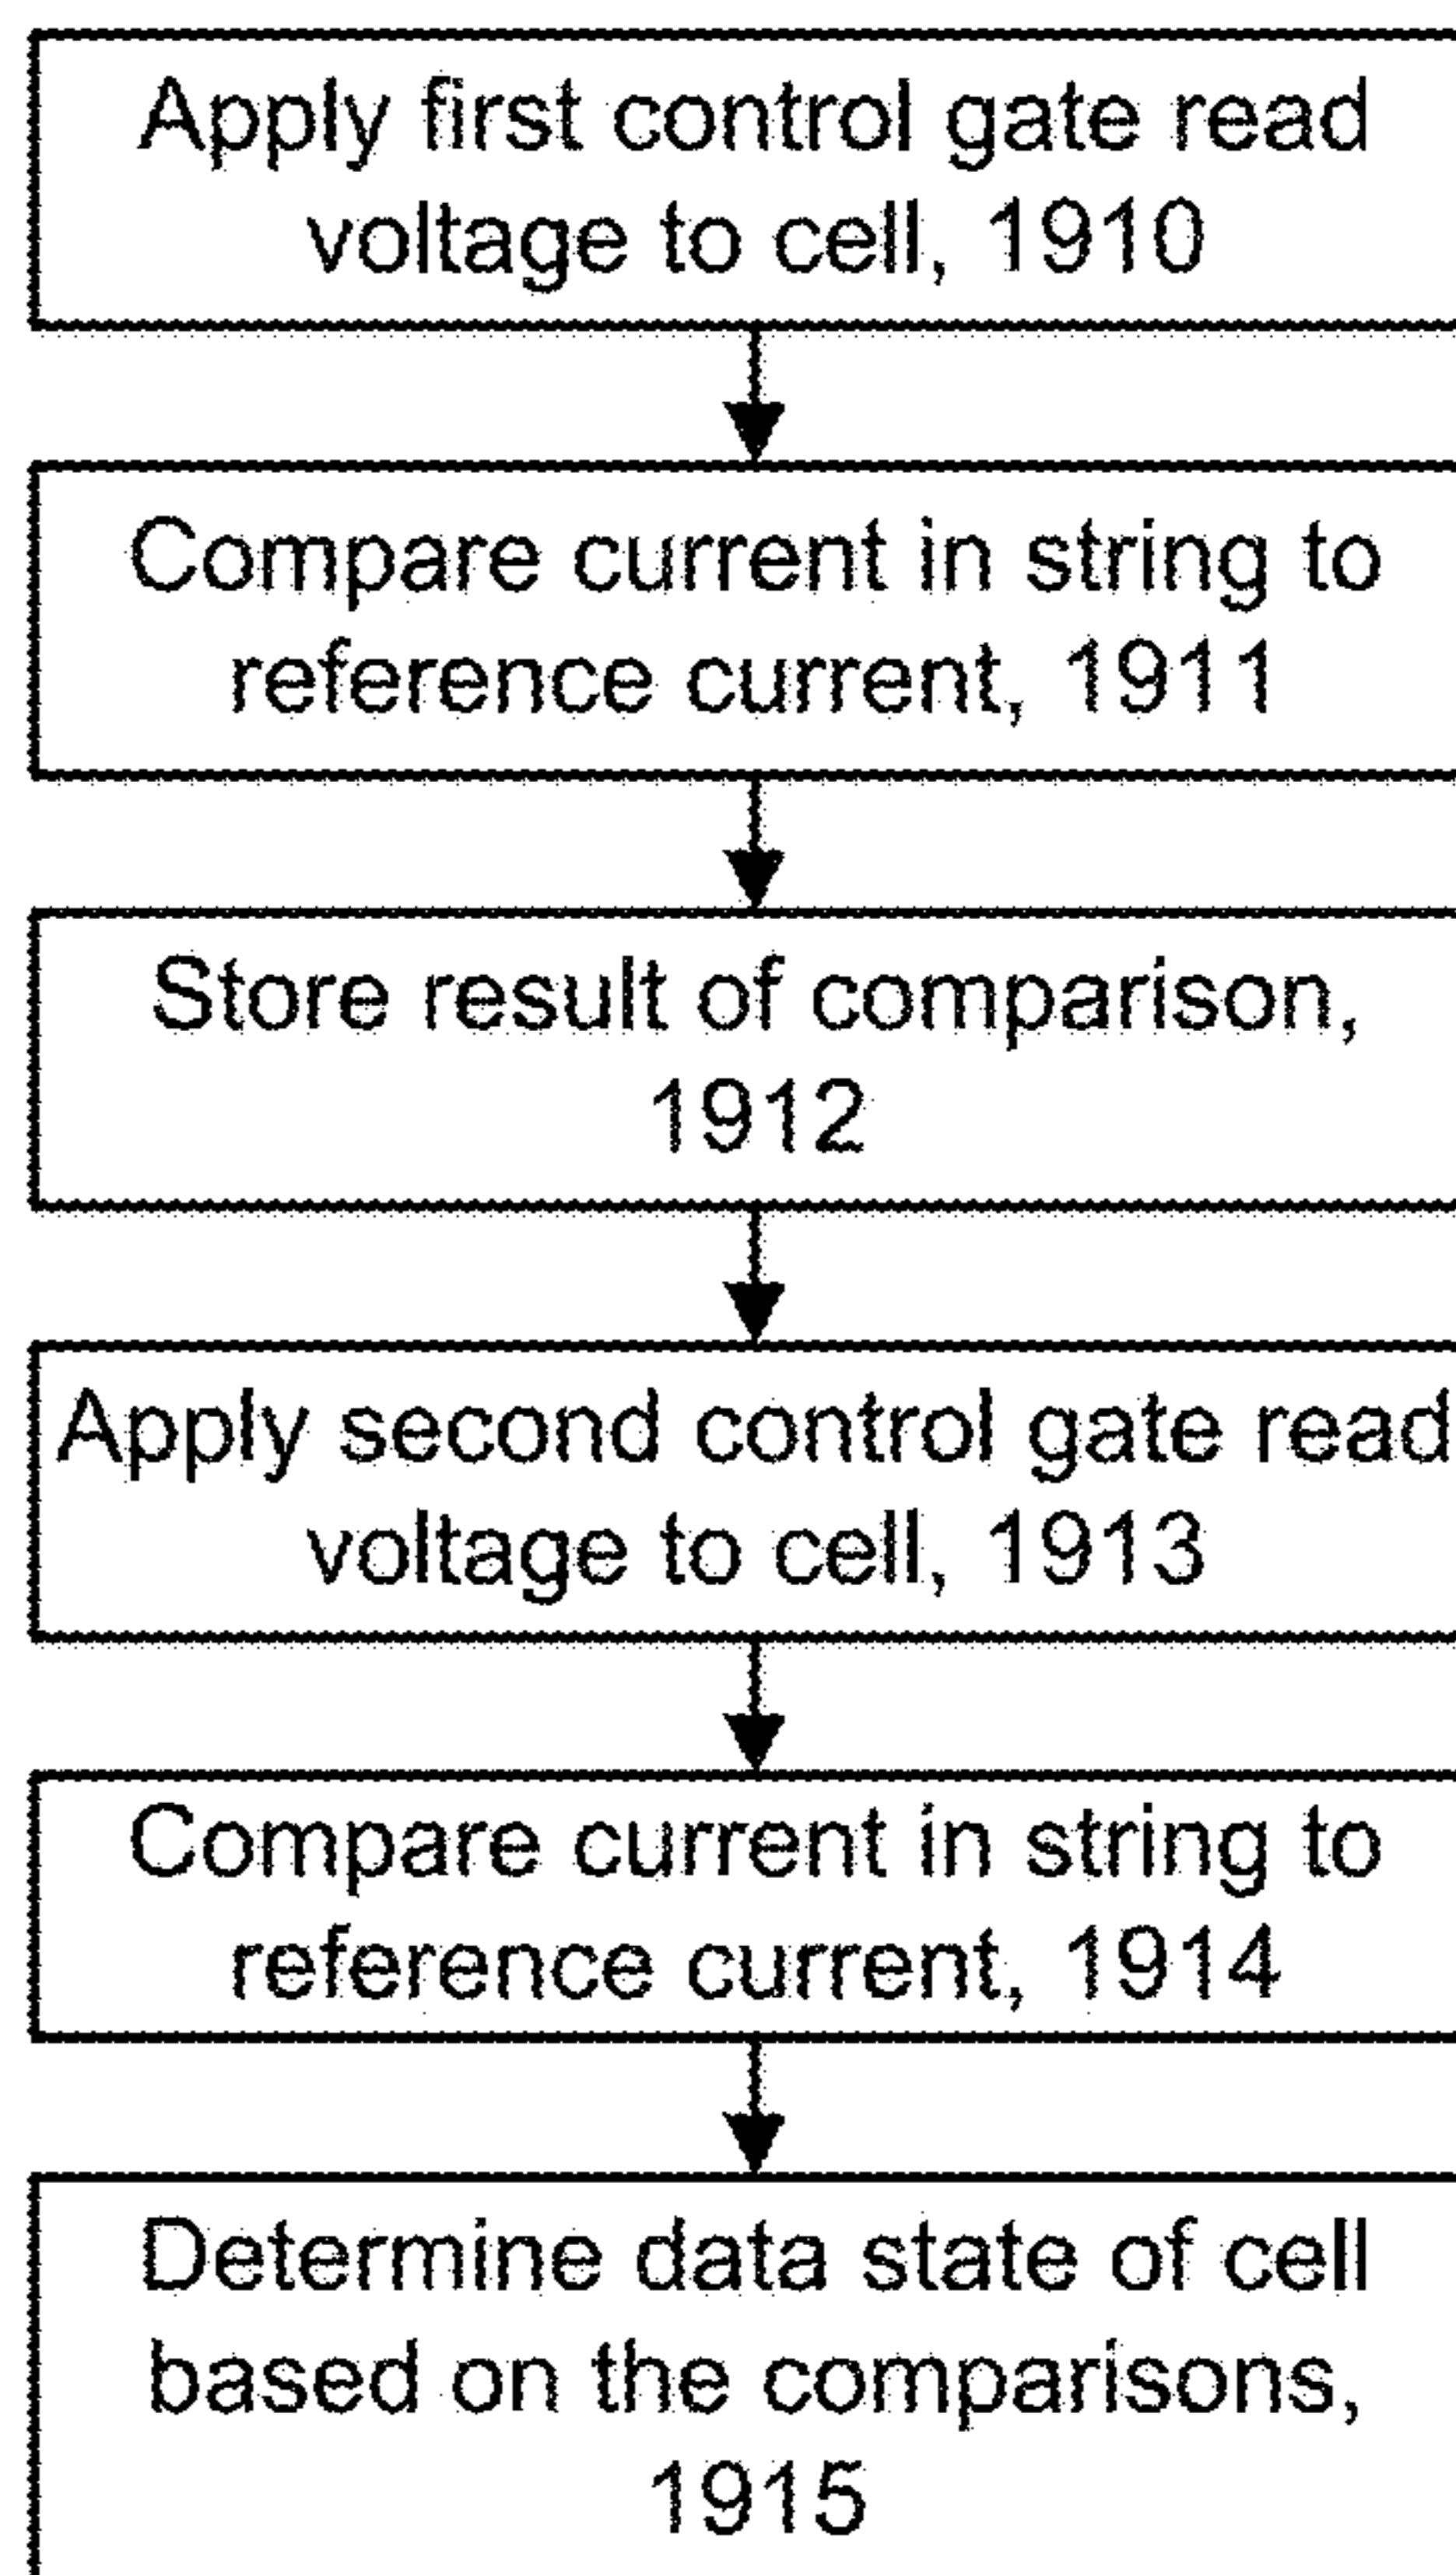 Apply first control gate read
voltage to cell, 1910
Compare current in string to
reference current, 1911
Store result of comparison,
1912
Apply second control gate read
voltage to cell, 1913
Compare current in string to
reference current, 1914
Determine data state of cell
based on the comparisons,
1915